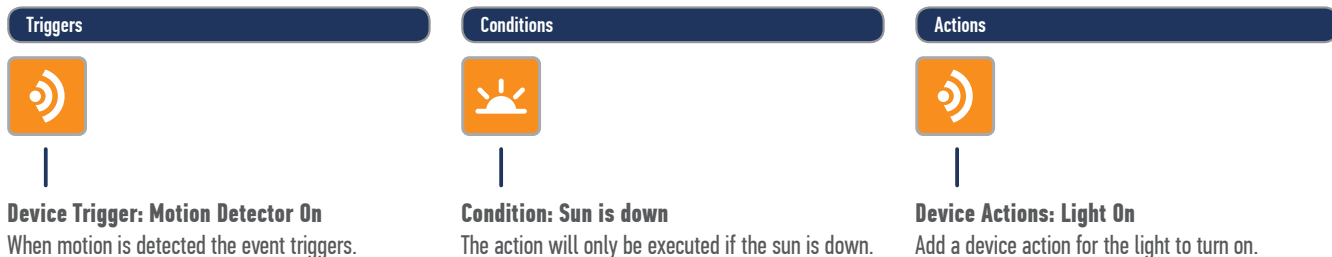 Triggers
Conditions
Actions
Device Trigger: Motion Detector On
When motion is detected the event triggers.
Condition: Sun is down
The action will only be executed if the sun is down.
Device Actions: Light On
Add a device action for the light to turn on.